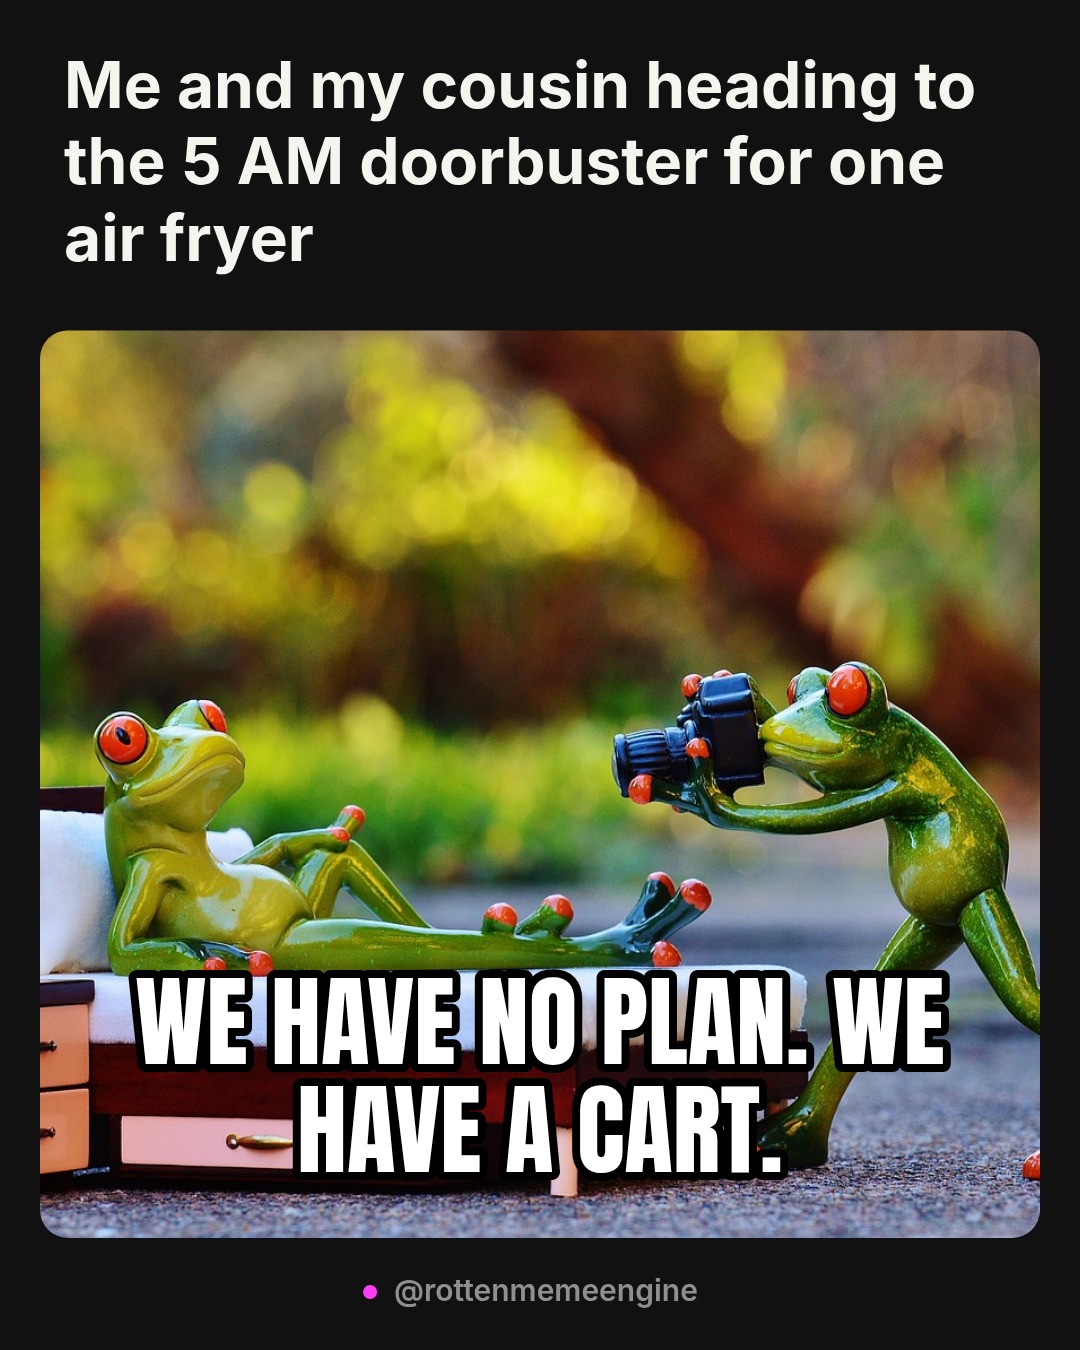 Me and my cousin heading to
the 5 AM doorbuster for one
air fryer
WE HAVE NO PLAN. WE
HAVE A CART.
@rottenmemeengine